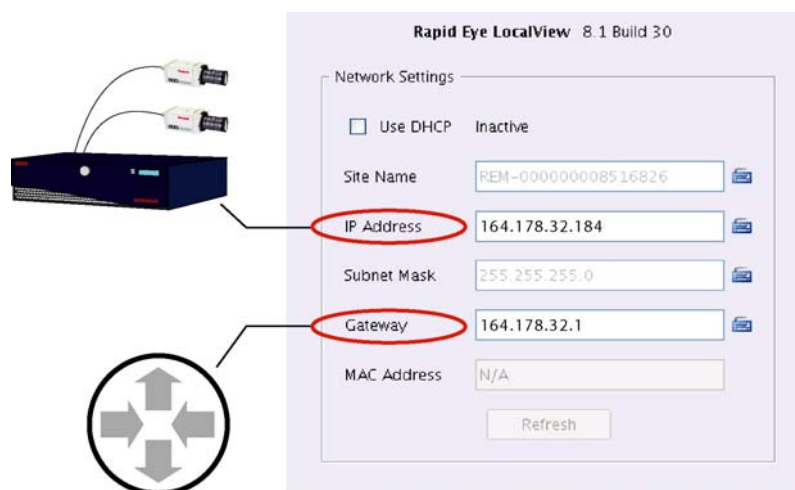 Rapid Eye LocalView 8.1 Build 30
Network Settings
Use DHCP Inactive
Site Name REM-000000008516826
IP Address 164.178.32.184
Subnet Mask 255.255.255.0
Gateway 164.178.32.1
MAC Address N/A
Refresh